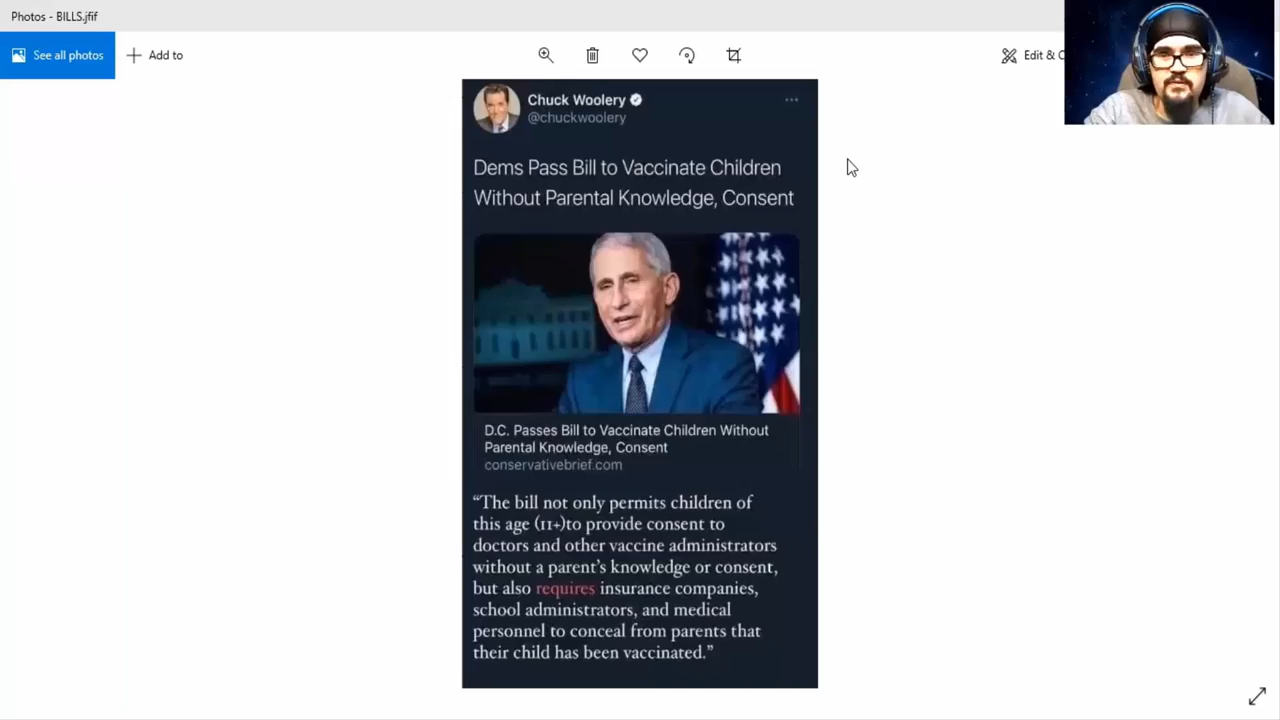 Photos - BILLS.jfif
See all photos
Add to
Edit & C
Chuck Woolery
@chuckwoolery
Dems Pass Bill to Vaccinate Children
Without Parental Knowledge, Consent
D.C. Passes Bill to Vaccinate Children Without
Parental Knowledge, Consent
conservativebrief.com
“The bill not only permits children of
this age (11+)to provide consent to
doctors and other vaccine administrators
without a parent’s knowledge or consent,
but also requires insurance companies,
school administrators, and medical
personnel to conceal from parents that
their child has been vaccinated.”